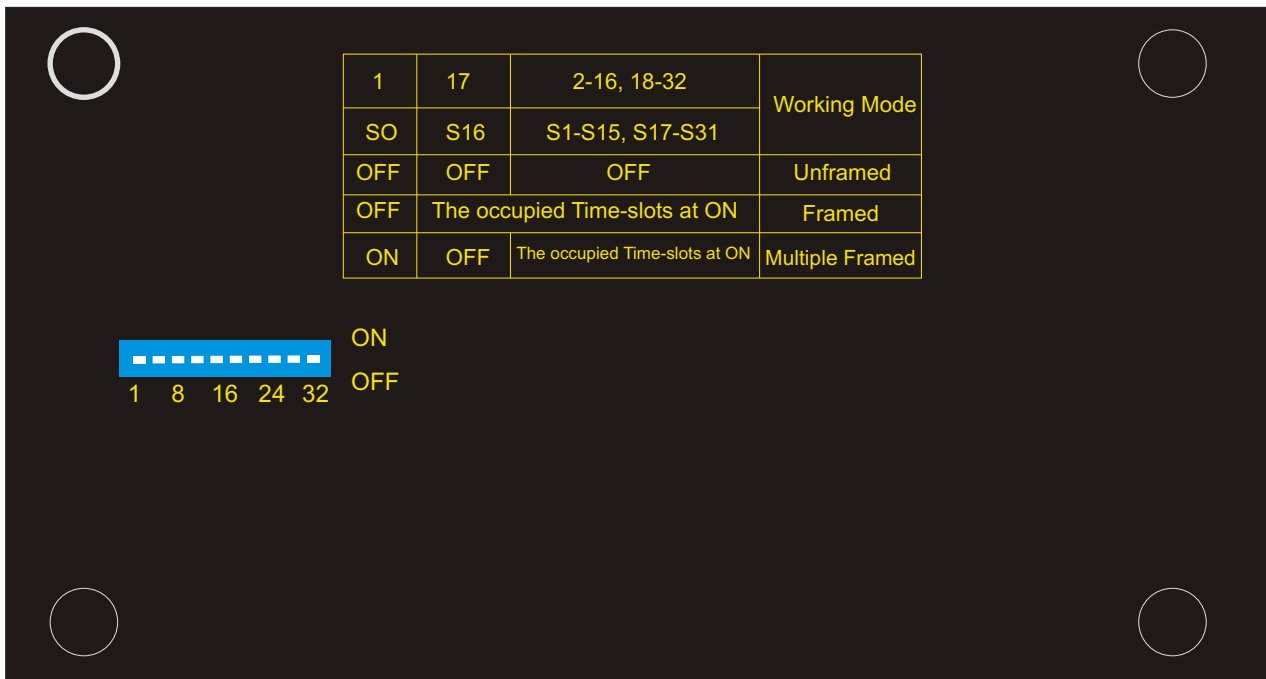 1 17 2-16, 18-32 Working Mode
SO S16 S1-S15, S17-S31
OFF OFF OFF Unframed
OFF The occupied Time-slots at ON Framed
ON OFF The occupied Time-slots at ON Multiple Framed
ON
OFF
1 8 16 24 32